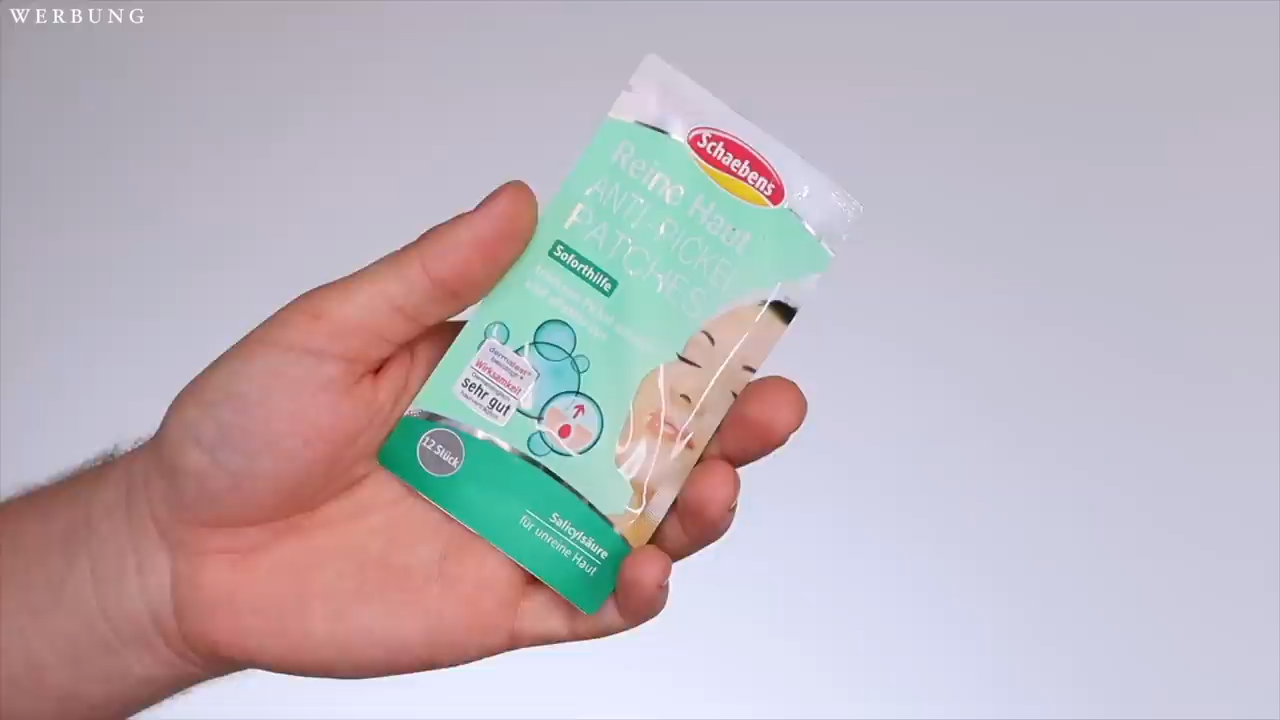 WERBUNG
Schaebens
Reine Haut
ANTI-PICKEL
PATCHES
Soforthilfe
dermatest
Wirksamkeit
sehr gut
12 Stück
Salicylsäure
für unreine Haut